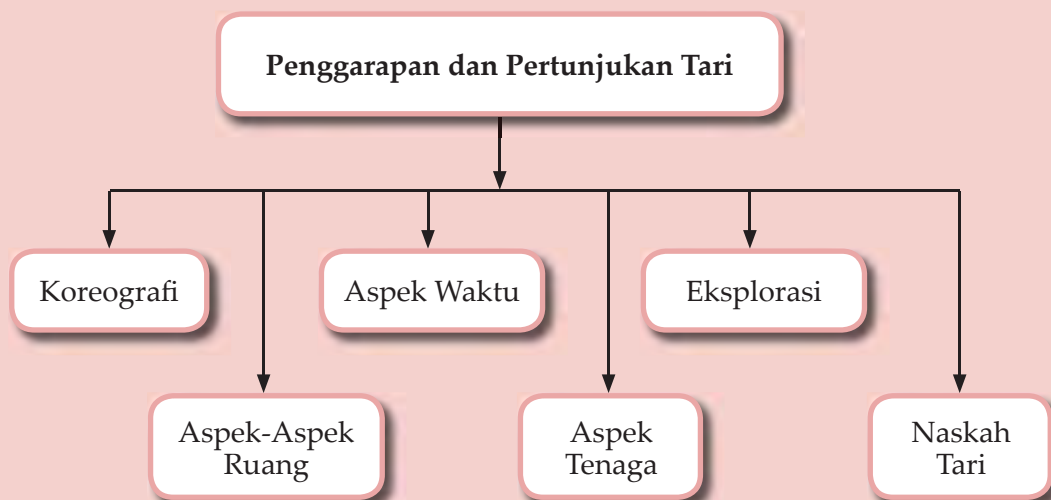 Penggarapan dan Pertunjukan Tari
Koreografi
Aspek Waktu
Eksplorasi
Aspek-Aspek
Ruang
Aspek
Tenaga
Naskah
Tari